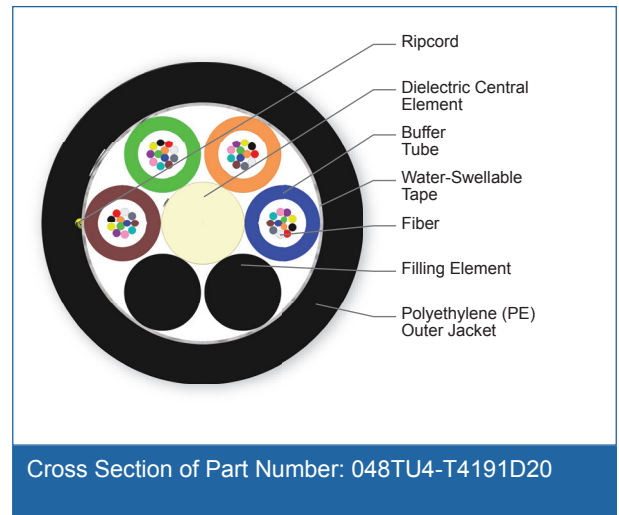 Ripcord
Dielectric Central
Element
Buffer
Tube
Water-Swellable
Tape
Fiber
Filling Element
Polyethylene (PE)
Outer Jacket
Cross Section of Part Number: 048TU4-T4191D20